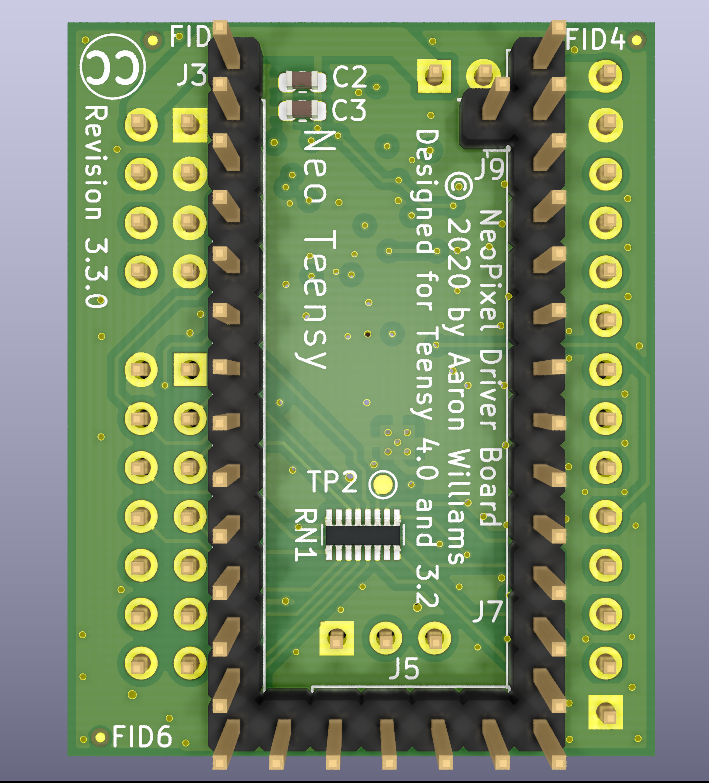 FID
FID4
J3
C2
C3
J9
Revision 3.3.0
Neo Teensy
NeoPixel Driver Board
© 2020 by Aaron Williams
Designed for Teensy 4.0 and 3.2
TP2
RN1
J7
J5
FID6